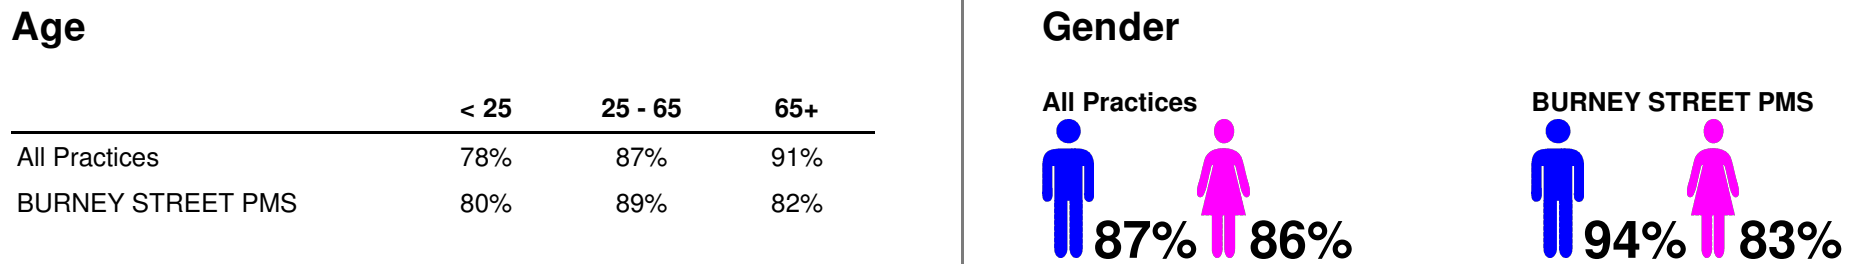 Age
< 25 25 - 65 65+
All Practices 78% 87% 91%
BURNEY STREET PMS 80% 89% 82%
Gender
All Practices BURNEY STREET PMS
87% 86% 94% 83%